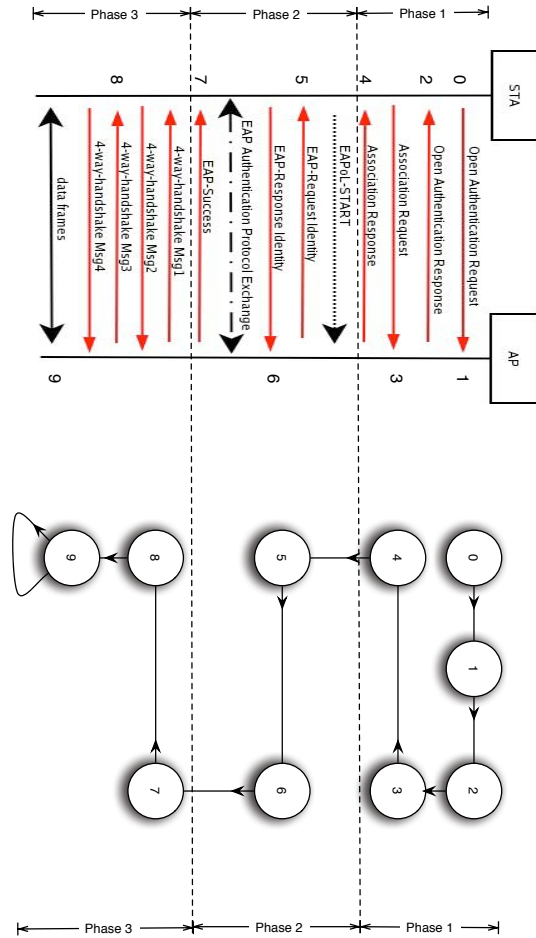 Phase 3
Phase 2
Phase 1
STA
0
2
4
5
7
8
Open Authentication Request
Open Authentication Response
Association Request
Association Response
EAPoL-START
EAP-Request Identity
EAP-Response Identity
EAP Authentication Protocol Exchange
EAP-Success
4-way-handshake Msg1
4-way-handshake Msg2
4-way-handshake Msg3
4-way-handshake Msg4
data frames
AP
1
3
6
9
0
1
2
3
4
5
6
7
8
9
Phase 3
Phase 2
Phase 1